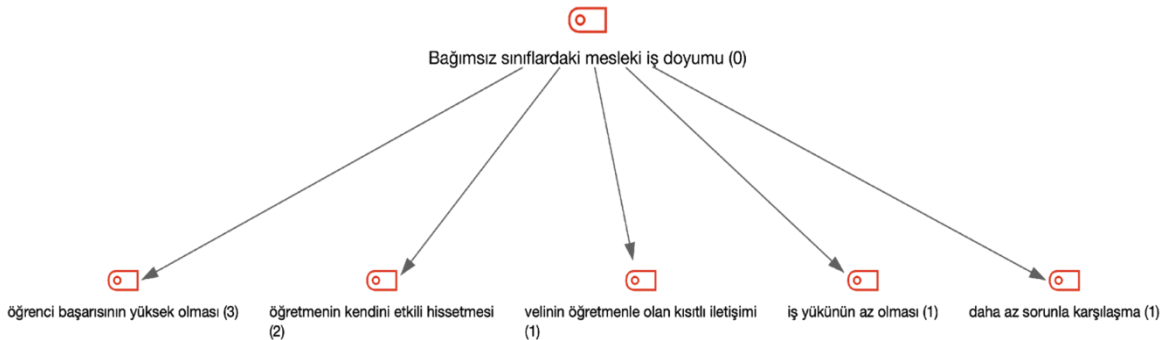 Bağımsız sınıflardaki mesleki iş doyumu (0)
öğrenci başarısının yüksek olması (3)
öğretmenin kendini etkili hissetmesi
(2)
velinin öğretmenle olan kısıtlı iletişimi
(1)
iş yükünün az olması (1)
daha az sorunla karşılaşma (1)